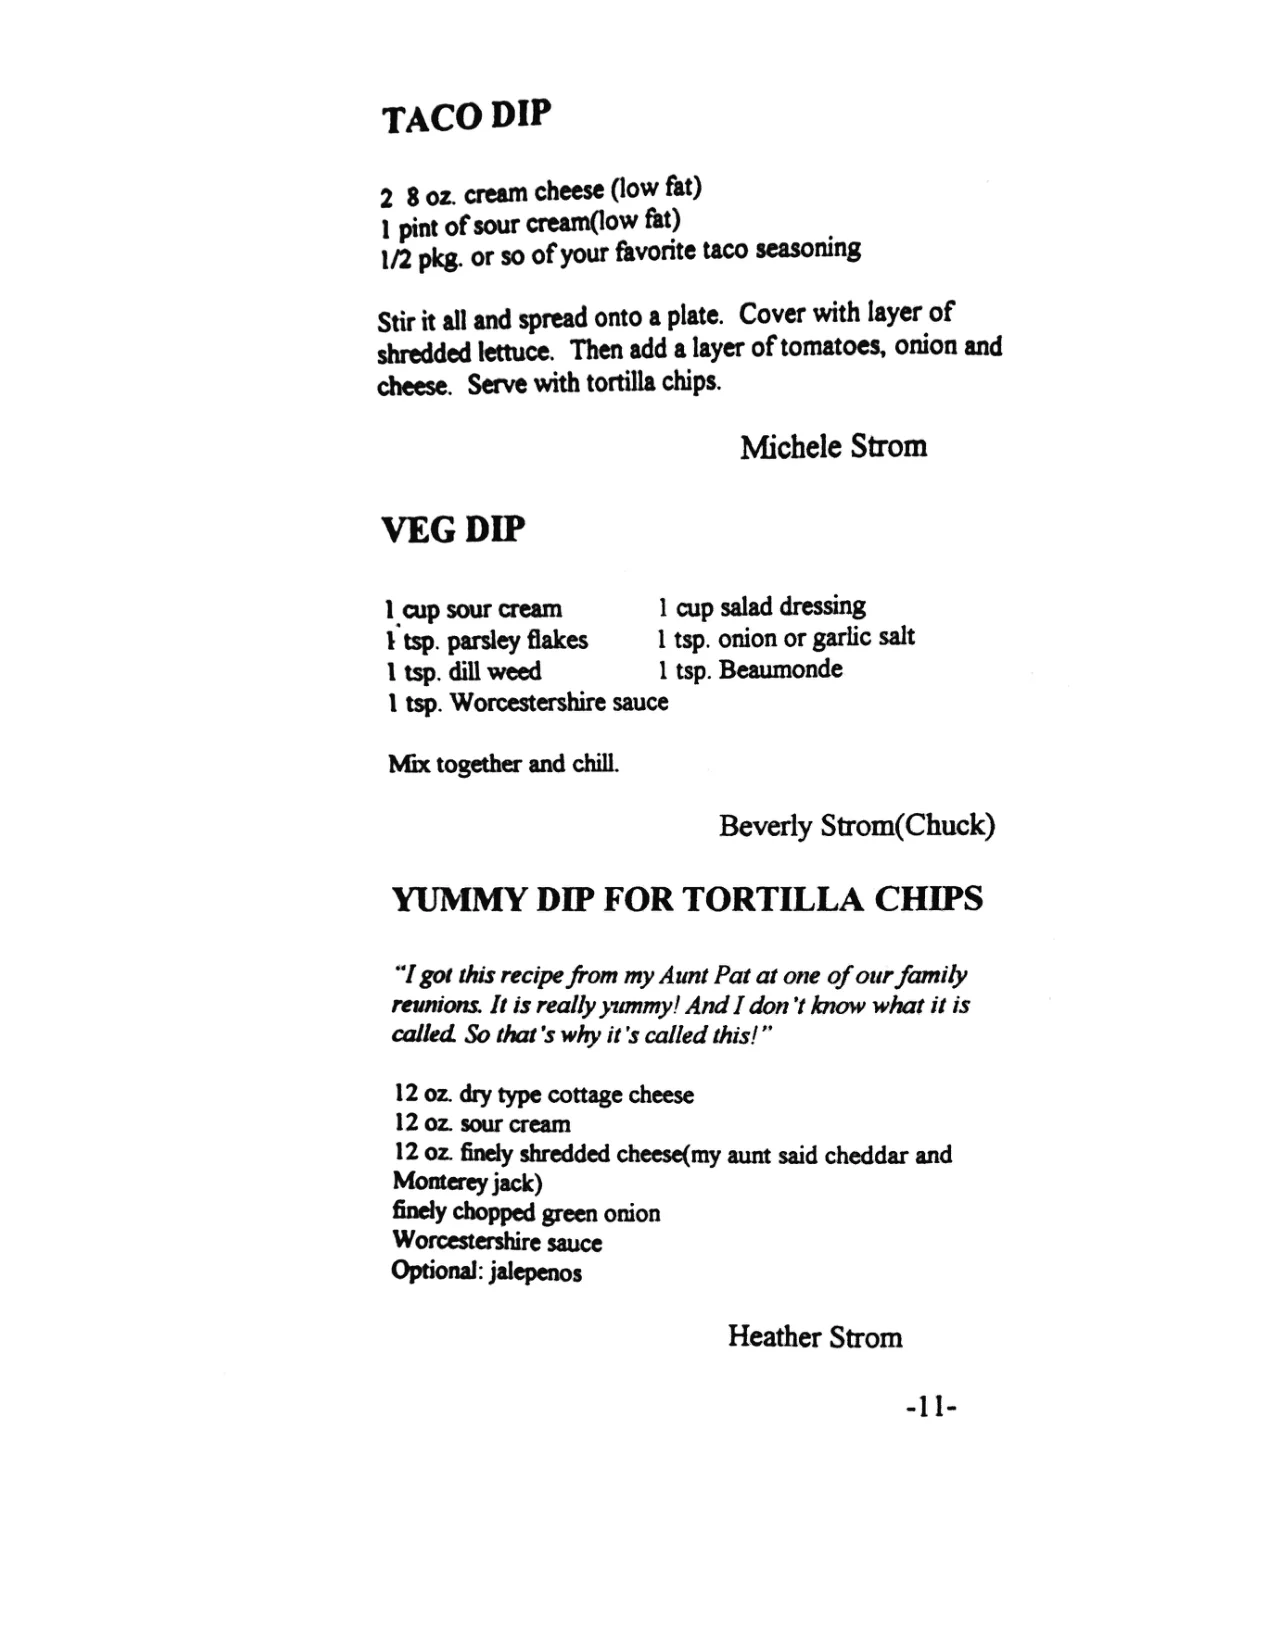 TACO DIP
2 8 oz. cream cheese (low fat)
1 pint of sour cream(low fat)
1/2 pkg. or so of your favorite taco seasoning
Stir it all and spread onto a plate. Cover with layer of
shredded lettuce. Then add a layer of tomatoes, onion and
cheese. Serve with tortilla chips.
Michele Strom
VEG DIP
1 cup sour cream 1 cup salad dressing
1 tsp. parsley flakes 1 tsp. onion or garlic salt
1 tsp. dill weed 1 tsp. Beaumonde
1 tsp. Worcestershire sauce
Mix together and chill.
Beverly Strom(Chuck)
YUMMY DIP FOR TORTILLA CHIPS
"I got this recipe from my Aunt Pat at one of our family
reunions. It is really yummy! And I don't know what it is
called. So that's why it's called this!"
12 oz. dry type cottage cheese
12 oz. sour cream
12 oz. finely shredded cheese(my aunt said cheddar and
Monterey jack)
finely chopped green onion
Worcestershire sauce
Optional: jalepenos
Heather Strom
-11-